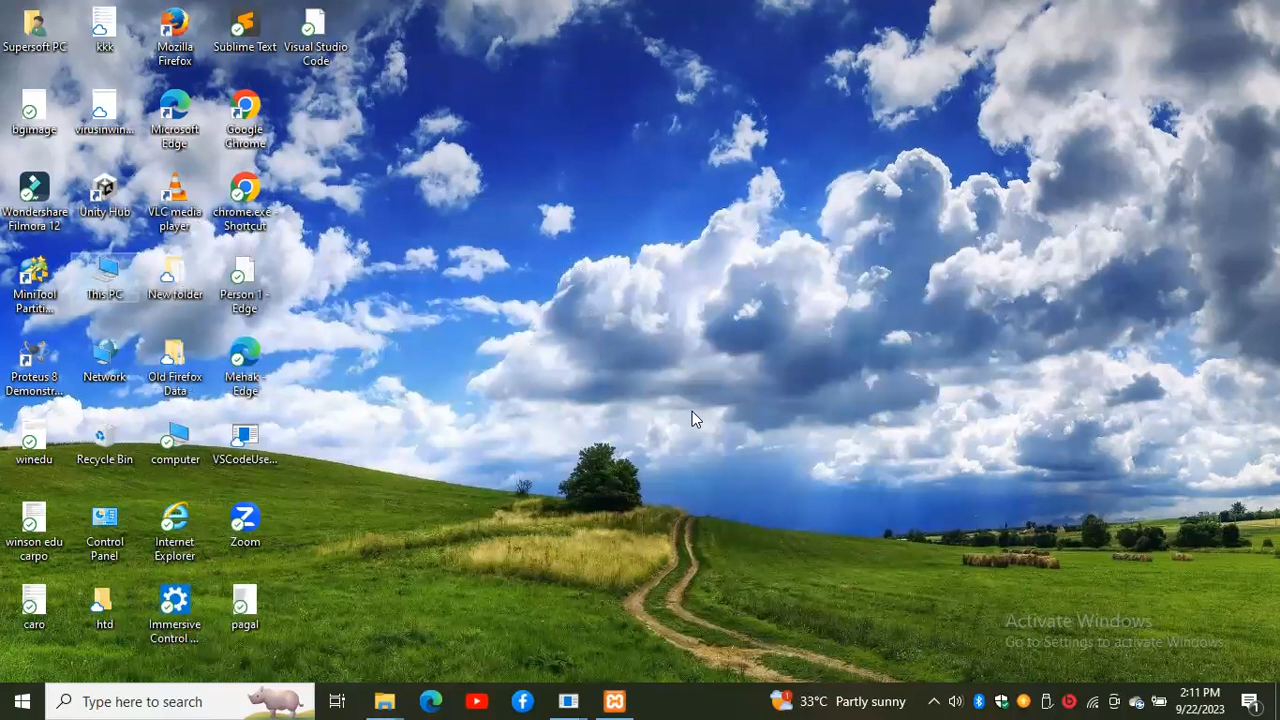 Supersoft PC
kkk
Mozilla
Firefox
Sublime Text
Visual Studio
Code
bgimage
virusinwin...
Microsoft
Edge
Google
Chrome
Wondershare
Filmora 12
Unity Hub
VLC media
player
chrome.exe -
Shortcut
MiniTool
Partiti...
This PC
New folder
Person 1 -
Edge
Proteus 8
Demonstr...
Network
Old Firefox
Data
Mehak -
Edge
winedu
Recycle Bin
computer
VSCodeUse...
winson edu
carpo
Control
Panel
Internet
Explorer
Zoom
caro
htd
Immersive
Control ...
pagal
Activate Windows
Go to Settings to activate Windows.
Type here to search
1
33°C Partly sunny
2:11 PM
9/22/2023
1